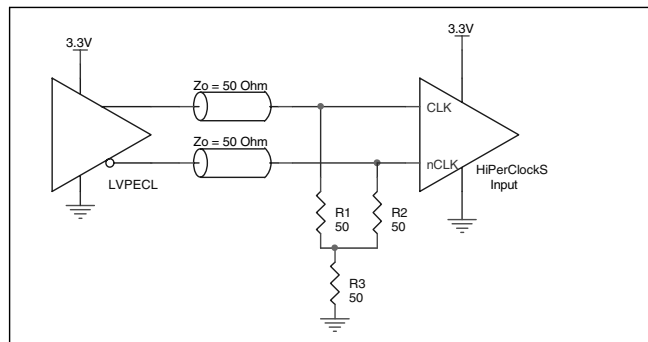 3.3V
3.3V
Zo = 50 Ohm
CLK
Zo = 50 Ohm
nCLK
LVPECL
HiPerClockS
Input
R1
50
R2
50
R3
50